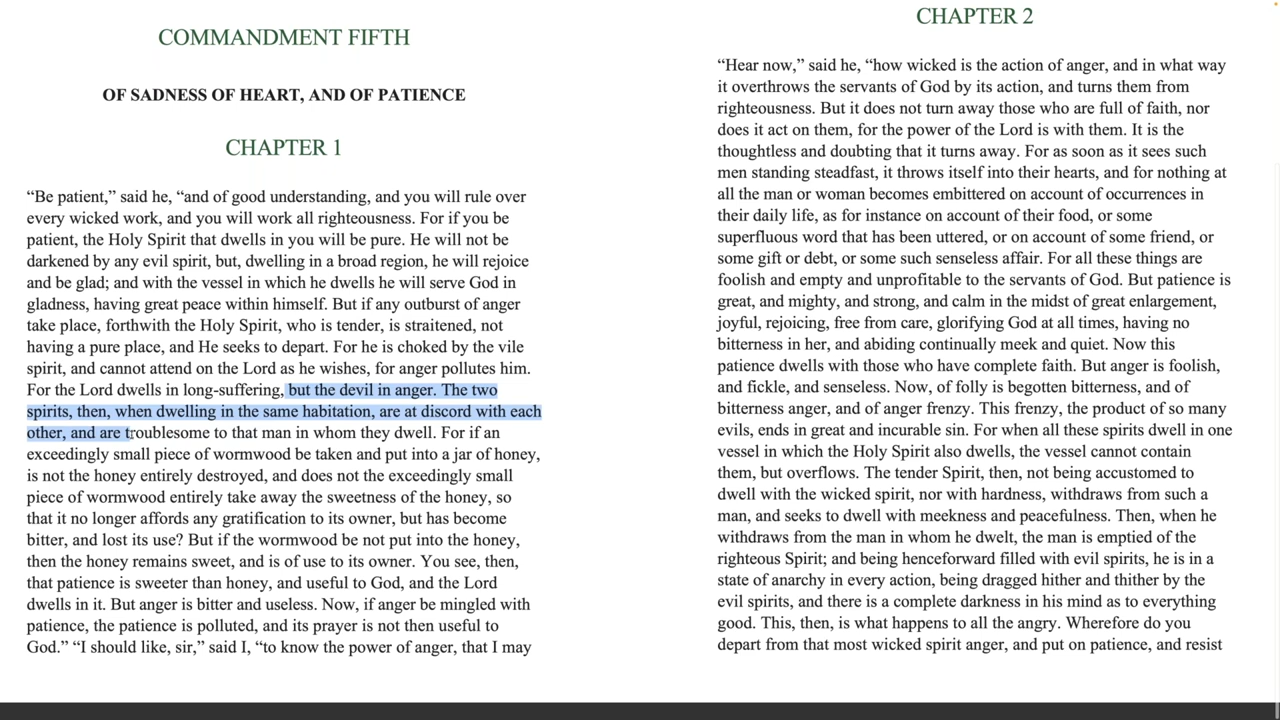 COMMANDMENT FIFTH
OF SADNESS OF HEART, AND OF PATIENCE
CHAPTER 1
“Be patient,” said he, “and of good understanding, and you will rule over
every wicked work, and you will work all righteousness. For if you be
patient, the Holy Spirit that dwells in you will be pure. He will not be
darkened by any evil spirit, but, dwelling in a broad region, he will rejoice
and be glad; and with the vessel in which he dwells he will serve God in
gladness, having great peace within himself. But if any outburst of anger
take place, forthwith the Holy Spirit, who is tender, is straitened, not
having a pure place, and He seeks to depart. For he is choked by the vile
spirit, and cannot attend on the Lord as he wishes, for anger pollutes him.
For the Lord dwells in long-suffering, but the devil in anger. The two
spirits, then, when dwelling in the same habitation, are at discord with each
other, and are troublesome to that man in whom they dwell. For if an
exceedingly small piece of wormwood be taken and put into a jar of honey,
is not the honey entirely destroyed, and does not the exceedingly small
piece of wormwood entirely take away the sweetness of the honey, so
that it no longer affords any gratification to its owner, but has become
bitter, and lost its use? But if the wormwood be not put into the honey,
then the honey remains sweet, and is of use to its owner. You see, then,
that patience is sweeter than honey, and useful to God, and the Lord
dwells in it. But anger is bitter and useless. Now, if anger be mingled with
patience, the patience is polluted, and its prayer is not then useful to
God.” “I should like, sir,” said I, “to know the power of anger, that I may
CHAPTER 2
“Hear now,” said he, “how wicked is the action of anger, and in what way
it overthrows the servants of God by its action, and turns them from
righteousness. But it does not turn away those who are full of faith, nor
does it act on them, for the power of the Lord is with them. It is the
thoughtless and doubting that it turns away. For as soon as it sees such
men standing steadfast, it throws itself into their hearts, and for nothing at
all the man or woman becomes embittered on account of occurrences in
their daily life, as for instance on account of their food, or some
superfluous word that has been uttered, or on account of some friend, or
some gift or debt, or some such senseless affair. For all these things are
foolish and empty and unprofitable to the servants of God. But patience is
great, and mighty, and strong, and calm in the midst of great enlargement,
joyful, rejoicing, free from care, glorifying God at all times, having no
bitterness in her, and abiding continually meek and quiet. Now this
patience dwells with those who have complete faith. But anger is foolish,
and fickle, and senseless. Now, of folly is begotten bitterness, and of
bitterness anger, and of anger frenzy. This frenzy, the product of so many
evils, ends in great and incurable sin. For when all these spirits dwell in one
vessel in which the Holy Spirit also dwells, the vessel cannot contain
them, but overflows. The tender Spirit, then, not being accustomed to
dwell with the wicked spirit, nor with hardness, withdraws from such a
man, and seeks to dwell with meekness and peacefulness. Then, when he
withdraws from the man in whom he dwelt, the man is emptied of the
righteous Spirit; and being henceforward filled with evil spirits, he is in a
state of anarchy in every action, being dragged hither and thither by the
evil spirits, and there is a complete darkness in his mind as to everything
good. This, then, is what happens to all the angry. Wherefore do you
depart from that most wicked spirit anger, and put on patience, and resist